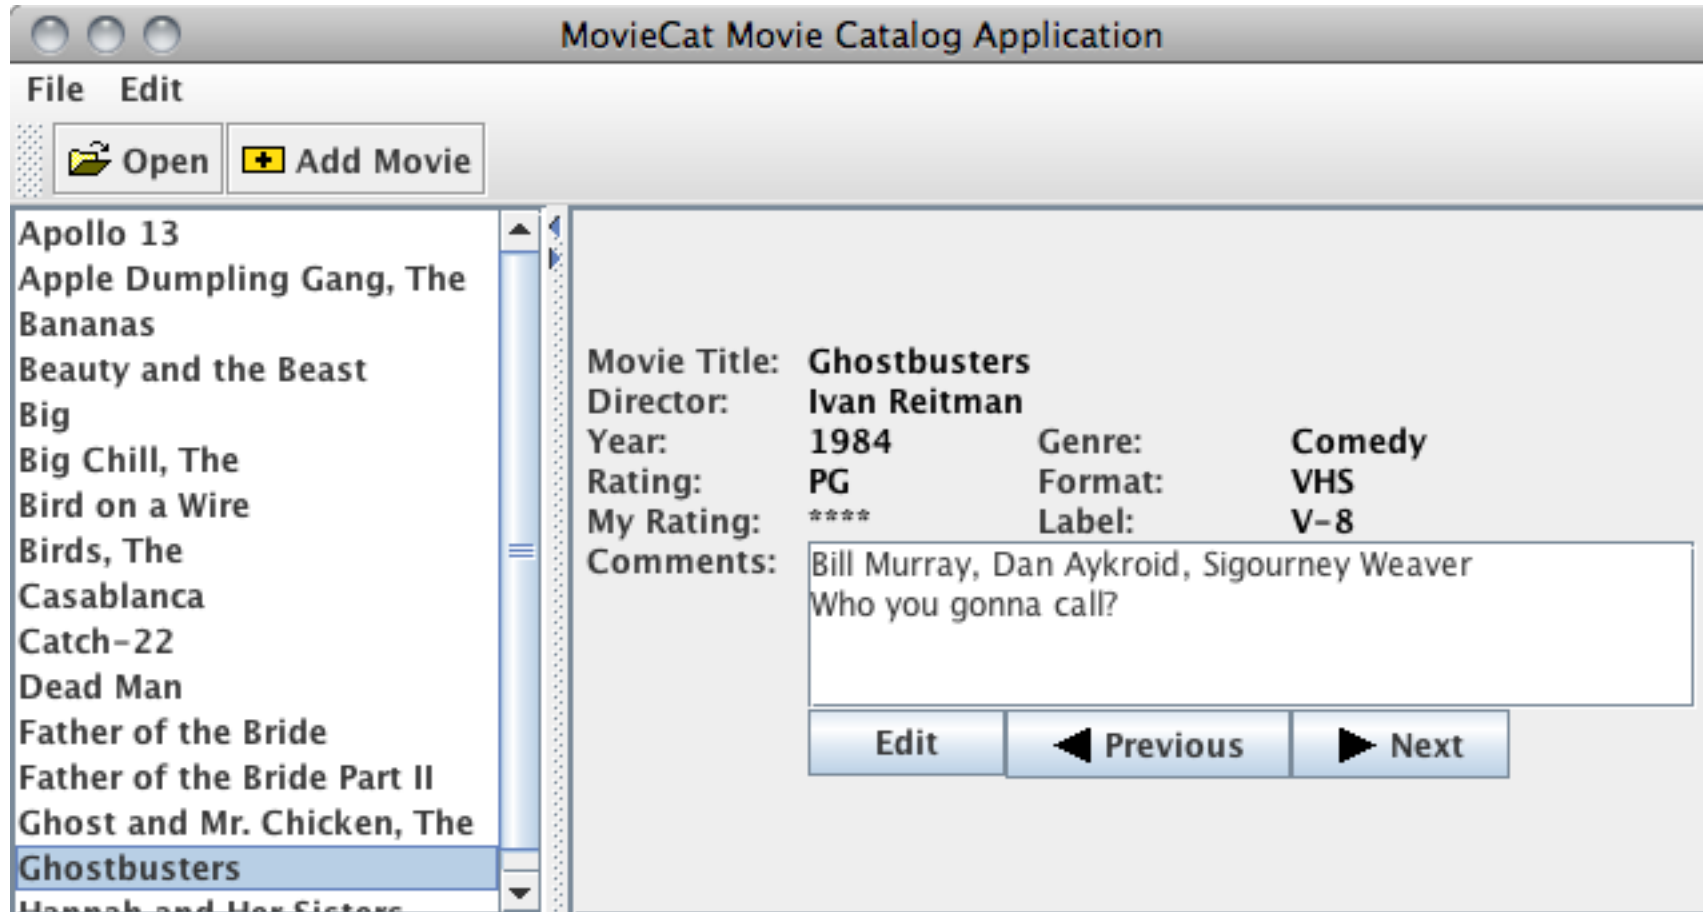 MovieCat Movie Catalog Application
File Edit
Open Add Movie
Apollo 13
Apple Dumpling Gang, The
Bananas
Beauty and the Beast
Big
Big Chill, The
Bird on a Wire
Birds, The
Casablanca
Catch-22
Dead Man
Father of the Bride
Father of the Bride Part II
Ghost and Mr. Chicken, The
Ghostbusters
Hannah and Her Sisters
Movie Title: Ghostbusters
Director: Ivan Reitman
Year: 1984 Genre: Comedy
Rating: PG Format: VHS
My Rating: **** Label: V-8
Comments: Bill Murray, Dan Aykroid, Sigourney Weaver
Who you gonna call?
Edit Previous Next